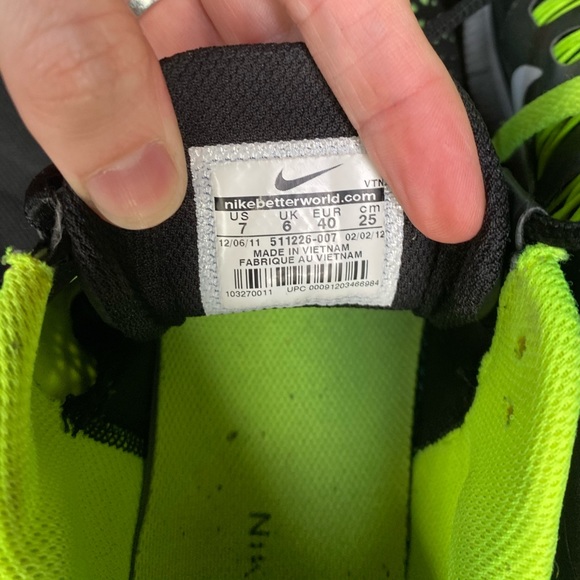 VTN
nikebetterworld.com
US UK EUR cm
7 6 40 25
12/06/11 511226-007 02/02/12
MADE IN VIETNAM
FABRIQUE AU VIETNAM
103270011 UPC 00091203466984
NIK